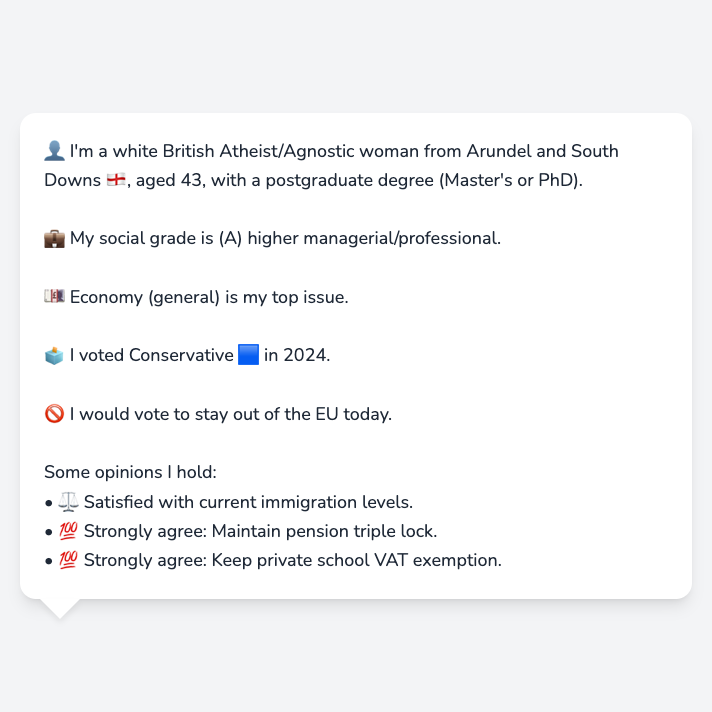 👤 I'm a white British Atheist/Agnostic woman from Arundel and South
Downs 🏴󠁧󠁢󠁥󠁮󠁧󠁿, aged 43, with a postgraduate degree (Master's or PhD).
💼 My social grade is (A) higher managerial/professional.
💷 Economy (general) is my top issue.
🗳️ I voted Conservative 🟦 in 2024.
🚫 I would vote to stay out of the EU today.
Some opinions I hold:
• ⚖️ Satisfied with current immigration levels.
• 💯 Strongly agree: Maintain pension triple lock.
• 💯 Strongly agree: Keep private school VAT exemption.